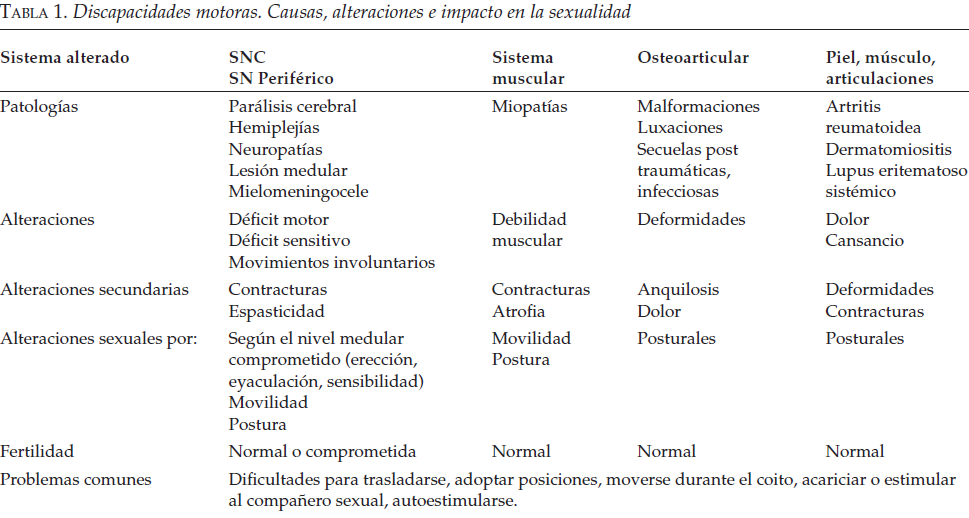 TABLA 1. Discapacidades motoras. Causas, alteraciones e impacto en la sexualidad
Sistema alterado SNC Sistema Osteoarticular Piel, músculo,
SN Periférico muscular articulaciones
Patologías Parálisis cerebral Miopatías Malformaciones Artritis
Hemiplejías Luxaciones reumatoidea
Neuropatías Secuelas post Dermatomiositis
Lesión medular traumáticas, Lupus eritematoso
Mielomeningocele infecciosas sistémico
Alteraciones Déficit motor Debilidad Deformidades Dolor
Déficit sensitivo muscular Cansancio
Movimientos involuntarios
Alteraciones secundarias Contracturas Contracturas Anquilosis Deformidades
Espasticidad Atrofia Dolor Contracturas
Alteraciones sexuales por: Según el nivel medular Movilidad Posturales Posturales
comprometido (erección, Postura
eyaculación, sensibilidad)
Movilidad
Postura
Fertilidad Normal o comprometida Normal Normal Normal
Problemas comunes Dificultades para trasladarse, adoptar posiciones, moverse durante el coito, acariciar o estimular
al compañero sexual, autoestimularse.